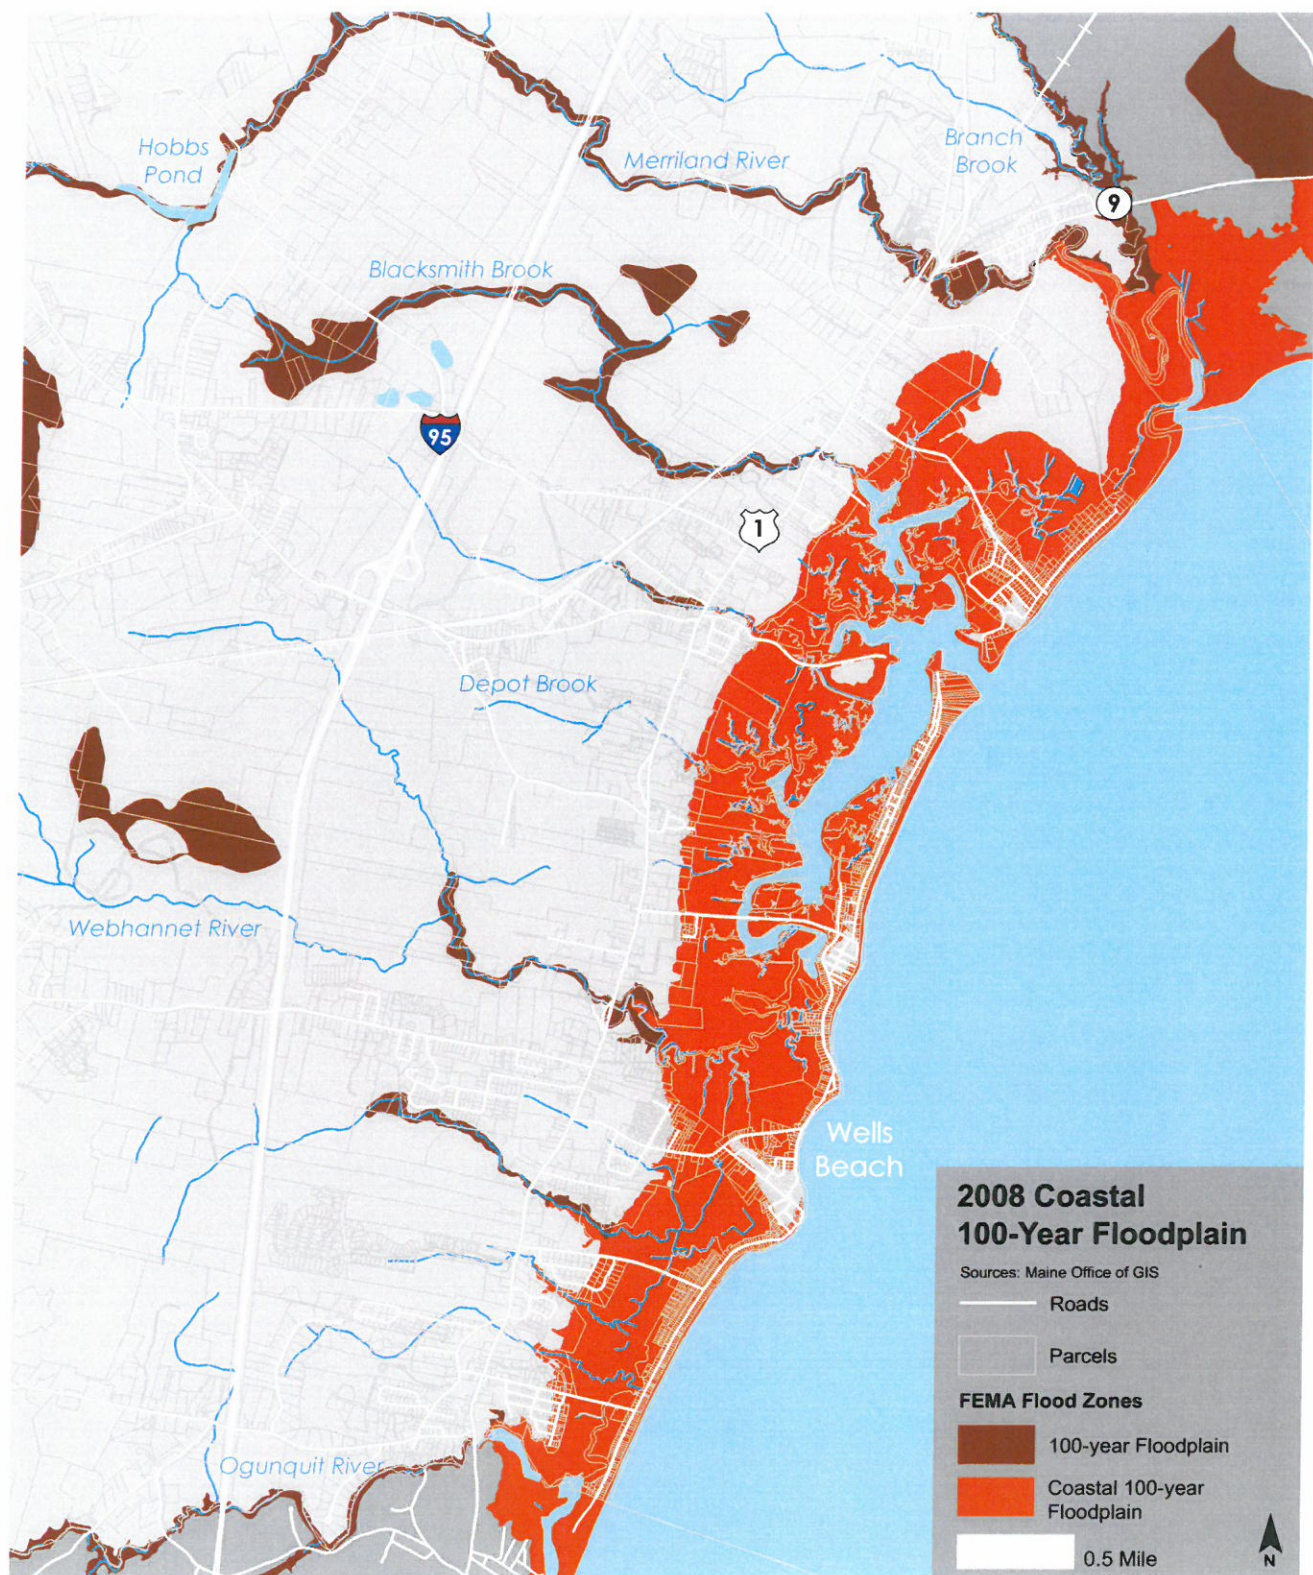 Hobbs
Pond
Merriland River
Branch
Brook
9
Blacksmith Brook
95
1
Depot Brook
Webhannet River
Wells
Beach
Ogunquit River
2008 Coastal
100-Year Floodplain
Sources: Maine Office of GIS
Roads
Parcels
FEMA Flood Zones
100-year Floodplain
Coastal 100-year
Floodplain
0.5 Mile
N